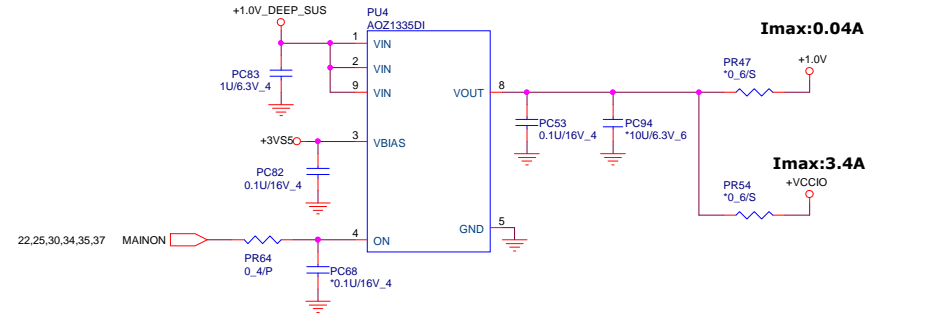 +1.0V_DEEP_SUS
PU4
AOZ1335DI
Imax:0.04A
1
VIN
2
VIN
9
VIN
PC83
1U/6.3V_4
PR47
*0_6/S
+1.0V
VOUT
8
PC53
0.1U/16V_4
PC94
*10U/6.3V_6
+3VS5
3
VBIAS
PC82
0.1U/16V_4
Imax:3.4A
PR54
*0_6/S
+VCCIO
GND
5
22,25,30,34,35,37
MAINON
4
ON
PR64
0_4/P
PC68
*0.1U/16V_4